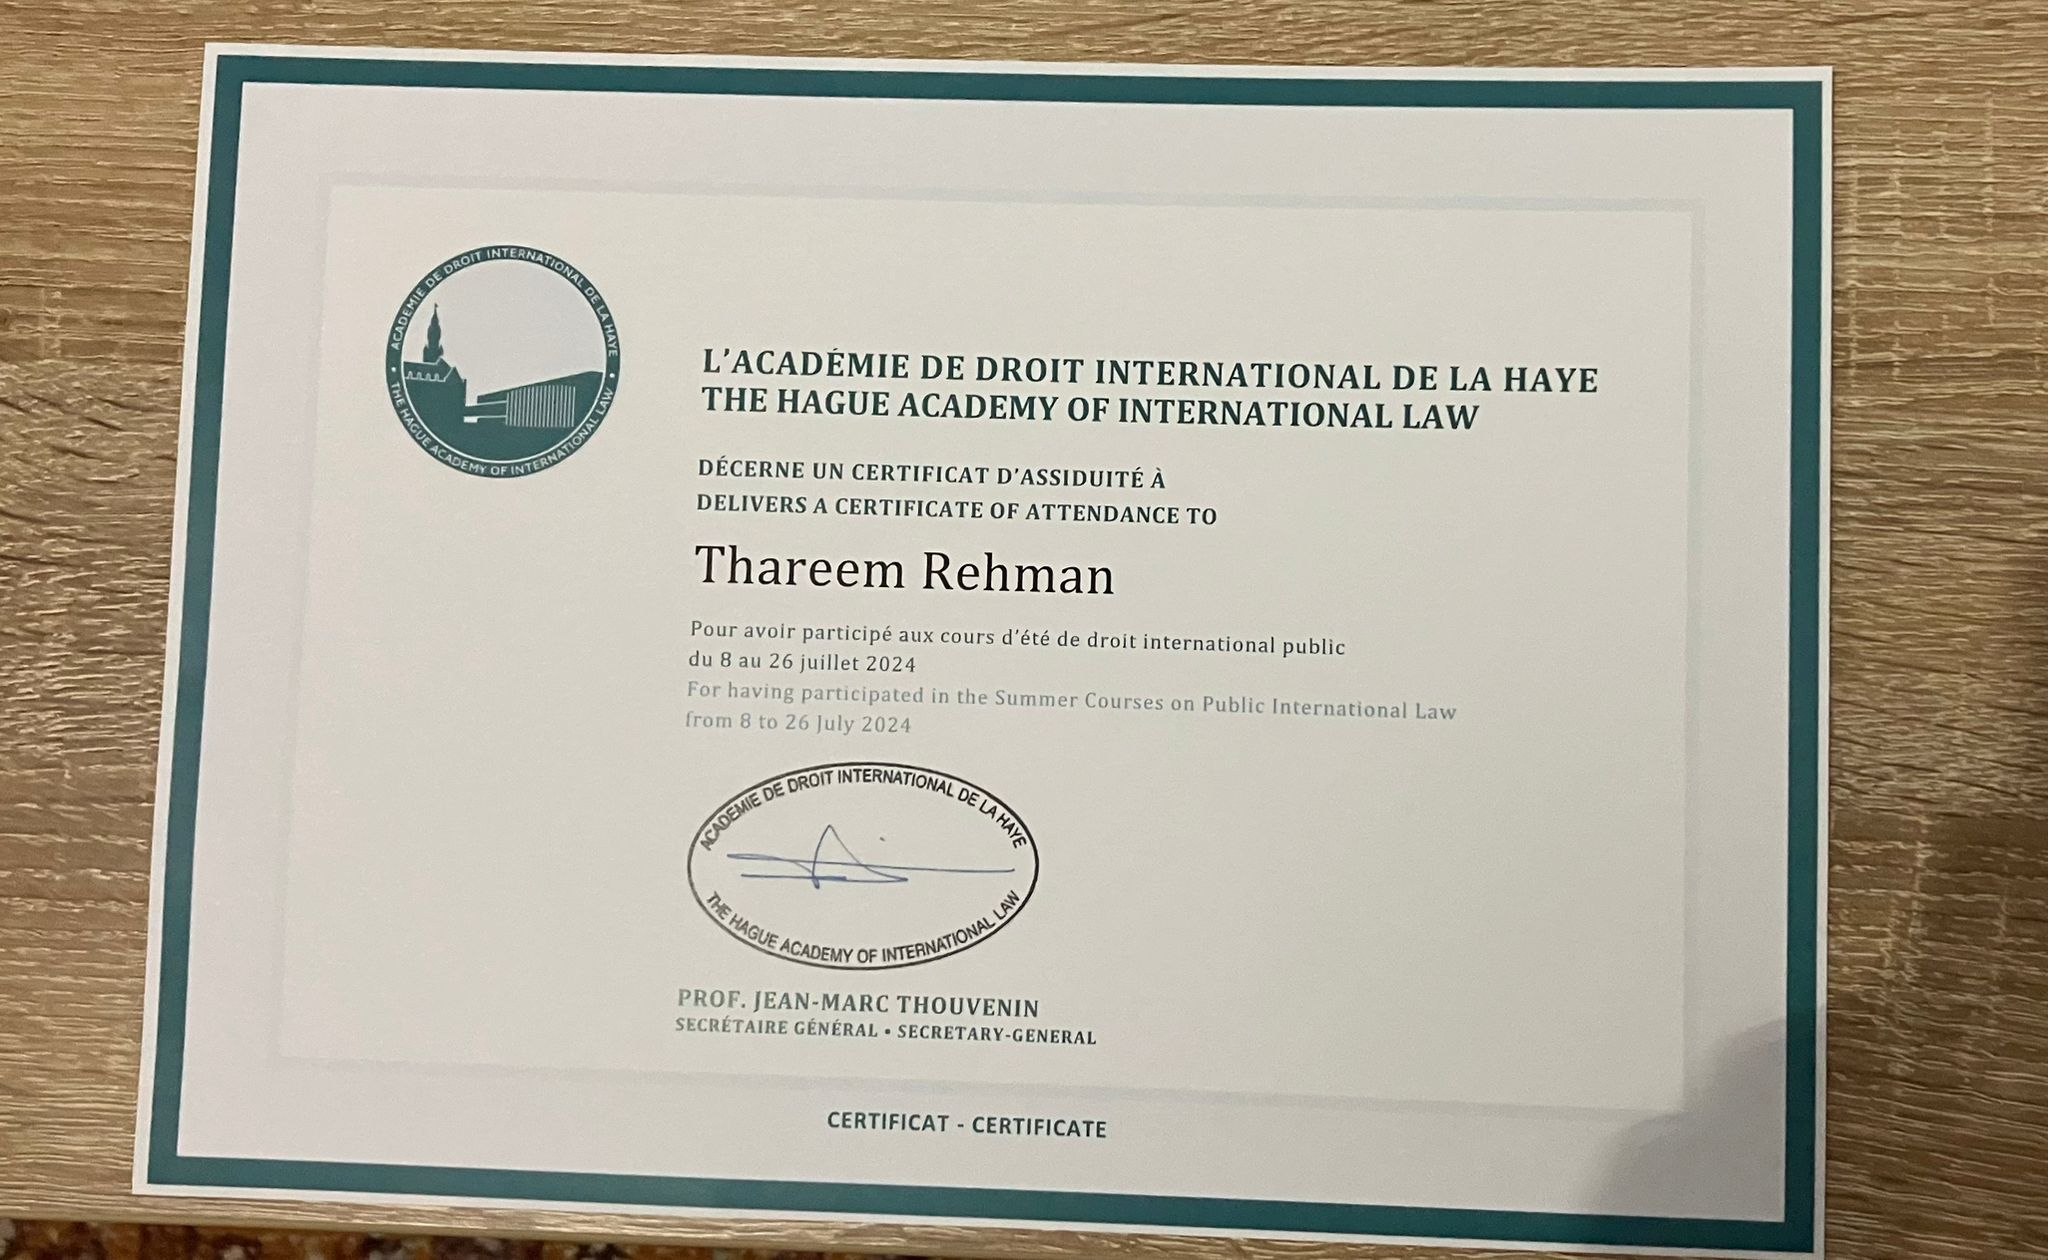 ACADÉMIE DE DROIT INTERNATIONAL DE LA HAYE
THE HAGUE ACADEMY OF INTERNATIONAL LAW
L'ACADÉMIE DE DROIT INTERNATIONAL DE LA HAYE
THE HAGUE ACADEMY OF INTERNATIONAL LAW
DÉCERNE UN CERTIFICAT D'ASSIDUITÉ À
DELIVERS A CERTIFICATE OF ATTENDANCE TO
Thareem Rehman
Pour avoir participé aux cours d'été de droit international public
du 8 au 26 juillet 2024
For having participated in the Summer Courses on Public International Law
from 8 to 26 July 2024
ACADÉMIE DE DROIT INTERNATIONAL DE LA HAYE
THE HAGUE ACADEMY OF INTERNATIONAL LAW
PROF. JEAN-MARC THOUVENIN
SECRÉTAIRE GÉNÉRAL • SECRETARY-GENERAL
CERTIFICAT - CERTIFICATE